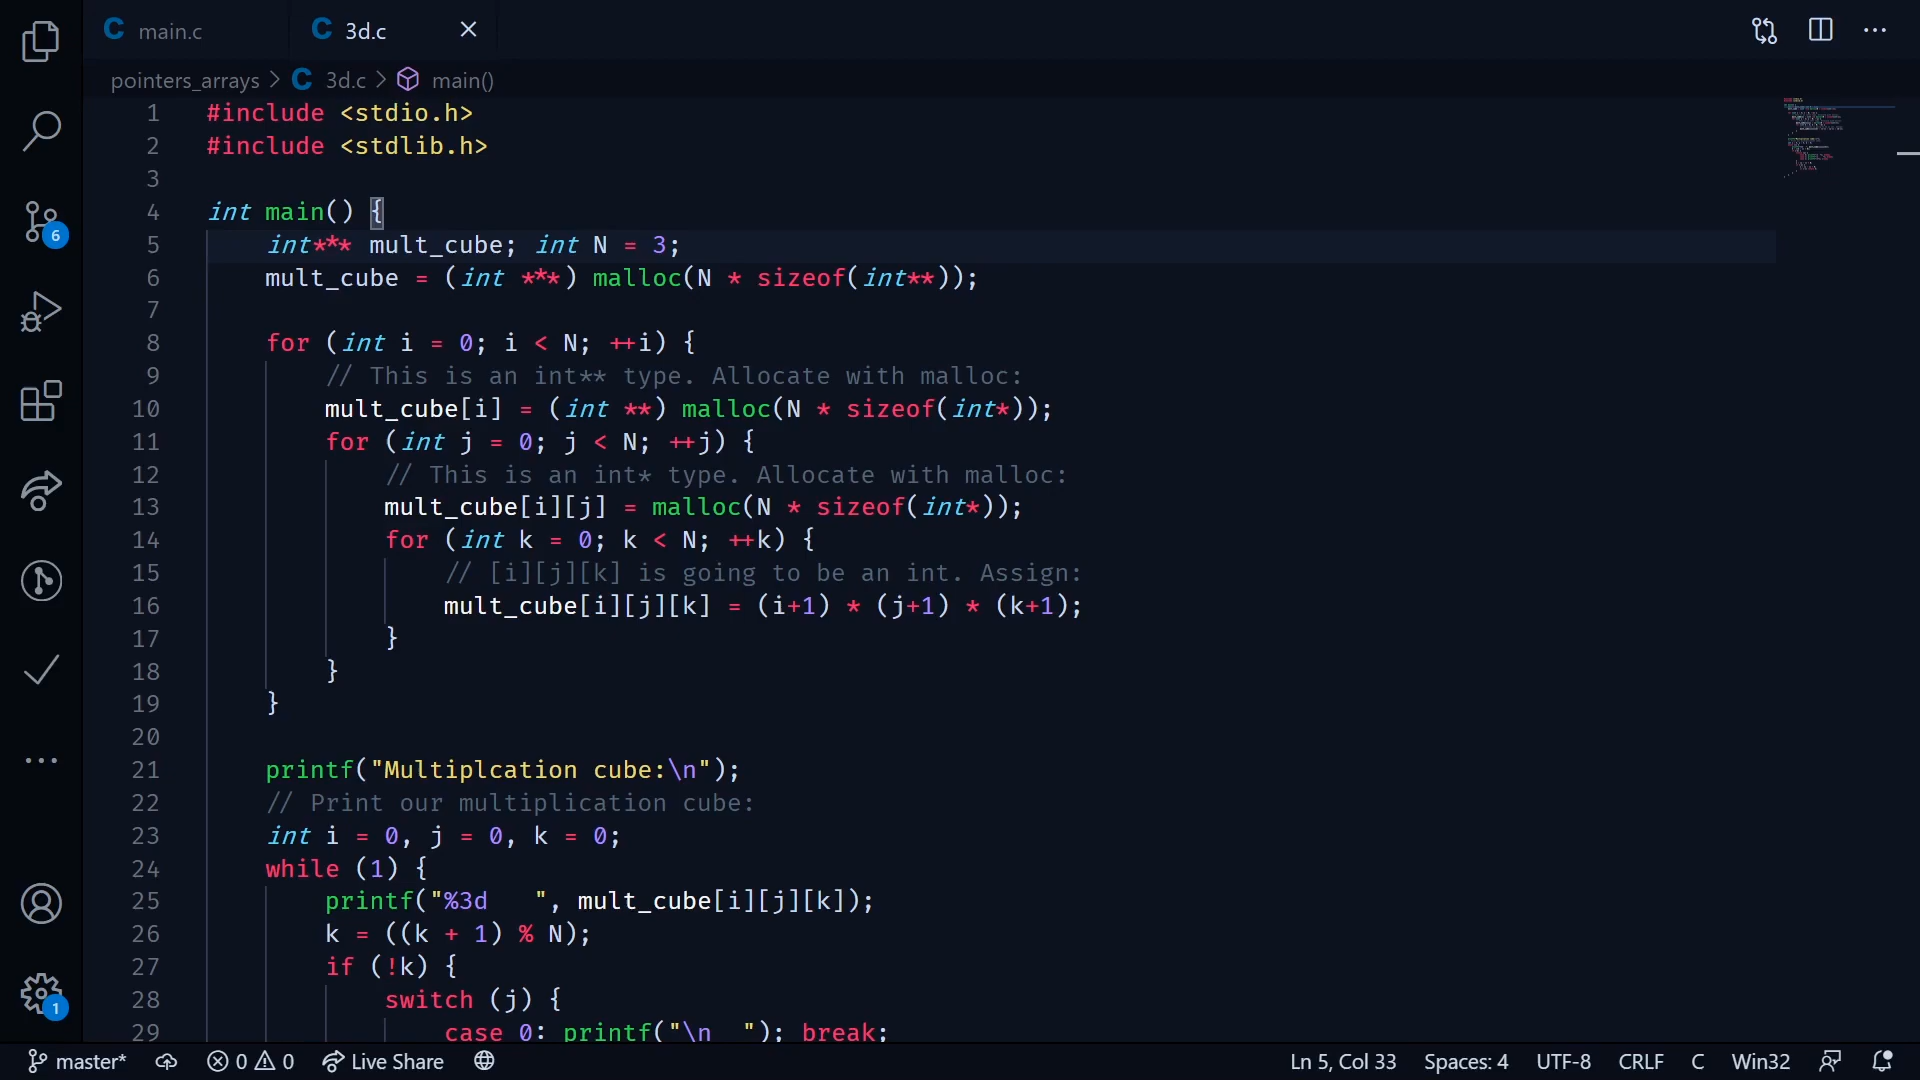 main.c
3d.c
pointers_arrays > 3d.c > main()
1 #include <stdio.h>
2 #include <stdlib.h>
3
4 int main() {
5 int*** mult_cube; int N = 3;
6 mult_cube = (int ***) malloc(N * sizeof(int**));
7
8 for (int i = 0; i < N; ++i) {
9 // This is an int** type. Allocate with malloc:
10 mult_cube[i] = (int **) malloc(N * sizeof(int*));
11 for (int j = 0; j < N; ++j) {
12 // This is an int* type. Allocate with malloc:
13 mult_cube[i][j] = malloc(N * sizeof(int*));
14 for (int k = 0; k < N; ++k) {
15 // [i][j][k] is going to be an int. Assign:
16 mult_cube[i][j][k] = (i+1) * (j+1) * (k+1);
17 }
18 }
19 }
20
21 printf("Multiplcation cube:\n");
22 // Print our multiplication cube:
23 int i = 0, j = 0, k = 0;
24 while (1) {
25 printf("%3d   ", mult_cube[i][j][k]);
26 k = ((k + 1) % N);
27 if (!k) {
28 switch (j) {
29 case 0: printf("\n  "); break;
6
1
master* 0 0 Live Share Ln 5, Col 33 Spaces: 4 UTF-8 CRLF C Win32